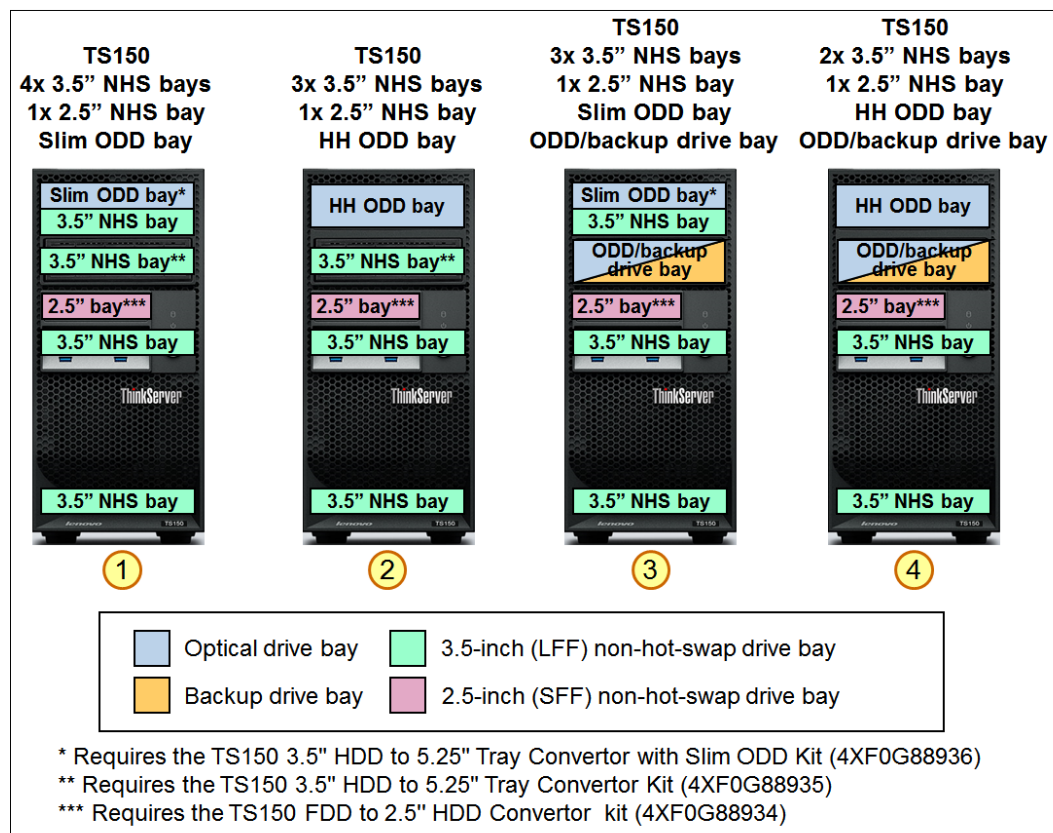 TS150
4x 3.5” NHS bays
1x 2.5” NHS bay
Slim ODD bay
TS150
3x 3.5” NHS bays
1x 2.5” NHS bay
HH ODD bay
TS150
3x 3.5” NHS bays
1x 2.5” NHS bay
Slim ODD bay
ODD/backup drive bay
TS150
2x 3.5” NHS bays
1x 2.5” NHS bay
HH ODD bay
ODD/backup drive bay
Slim ODD bay*
3.5” NHS bay
3.5” NHS bay**
2.5” bay***
3.5” NHS bay
ThinkServer
3.5” NHS bay
lenovo TS150
1
HH ODD bay
3.5” NHS bay**
2.5” bay***
3.5” NHS bay
ThinkServer
3.5” NHS bay
lenovo TS150
2
Slim ODD bay*
3.5” NHS bay
ODD/backup
drive bay
2.5” bay***
3.5” NHS bay
ThinkServer
3.5” NHS bay
lenovo TS150
3
HH ODD bay
ODD/backup
drive bay
2.5” bay***
3.5” NHS bay
ThinkServer
3.5” NHS bay
lenovo TS150
4
Optical drive bay
3.5-inch (LFF) non-hot-swap drive bay
Backup drive bay
2.5-inch (SFF) non-hot-swap drive bay
* Requires the TS150 3.5" HDD to 5.25" Tray Convertor with Slim ODD Kit (4XF0G88936)
** Requires the TS150 3.5" HDD to 5.25" Tray Convertor Kit (4XF0G88935)
*** Requires the TS150 FDD to 2.5" HDD Convertor kit (4XF0G88934)